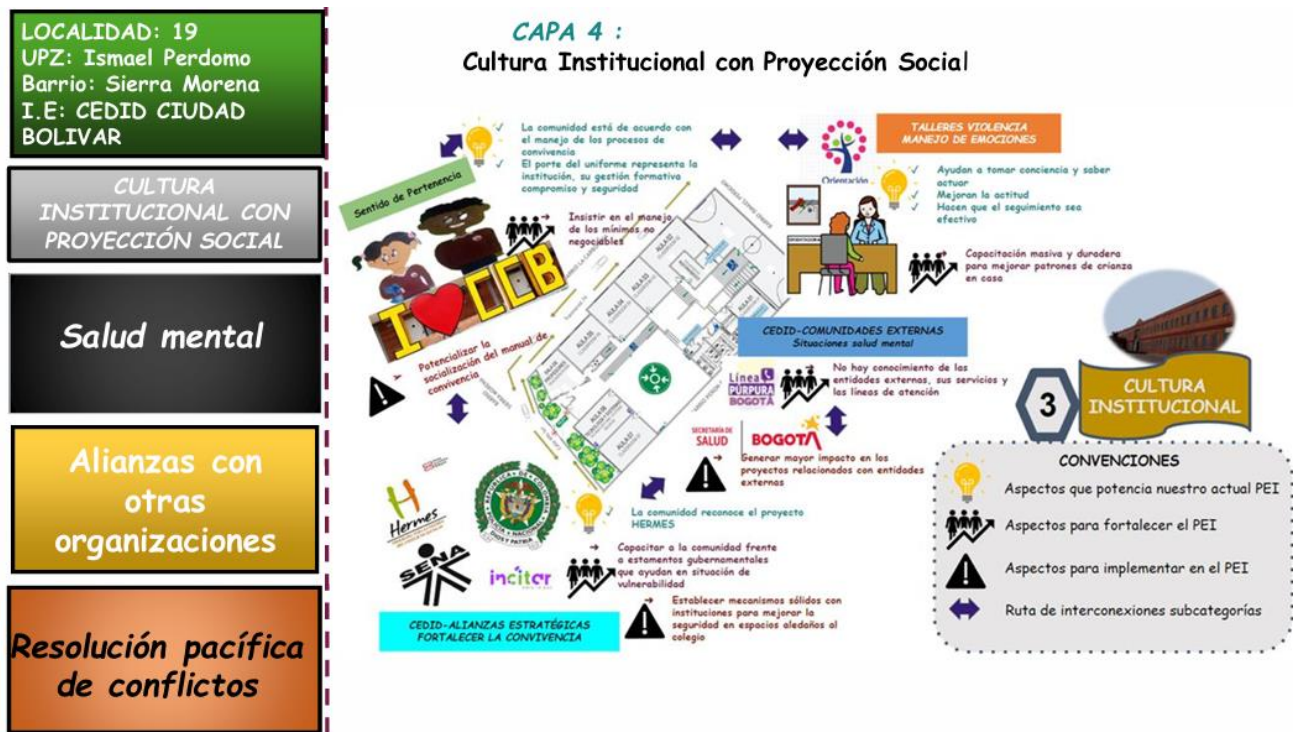 LOCALIDAD: 19
UPZ: Ismael Perdomo
Barrio: Sierra Morena
I.E: CEDID CIUDAD
BOLIVAR
CULTURA
INSTITUCIONAL CON
PROYECCIÓN SOCIAL
Salud mental
Alianzas con
otras
organizaciones
Resolución pacífica
de conflictos
CAPA 4 :
Cultura Institucional con Proyección Social
La comunidad está de acuerdo con
el manejo de los procesos de
convivencia
El porte del uniforme representa la
institución, su gestión formativa
compromiso y seguridad
Sentido de Pertenencia
Insistir en el manejo
de los mínimos no
negociables
I CCB
Potencializar la
socialización del manual de
convivencia
TALLERES VIOLENCIA
MANEJO DE EMOCIONES
Orientación
Ayudan a tomar conciencia y saber
actuar
Mejoran la actitud
Hacen que el seguimiento sea
efectivo
Capacitación masiva y duradera
para mejorar patrones de crianza
en casa
CEDID-COMUNIDADES EXTERNAS
Situaciones salud mental
Línea
PÚRPURA
BOGOTÁ
No hay conocimiento de las
entidades externas, sus servicios y
las líneas de atención
SECRETARÍA DE
SALUD
BOGOTÁ
Generar mayor impacto en los
proyectos relacionados con entidades
externas
Hermes
REPÚBLICA DE COLOMBIA
POLICÍA NACIONAL
DIOS Y PATRIA
SENA
incitar
La comunidad reconoce el proyecto
HERMES
Capacitar a la comunidad frente
a estamentos gubernamentales
que ayudan en situación de
vulnerabilidad
Establecer mecanismos sólidos con
instituciones para mejorar la
seguridad en espacios aledaños al
colegio
CEDID-ALIANZAS ESTRATÉGICAS
FORTALECER LA CONVIVENCIA
3
CULTURA
INSTITUCIONAL
CONVENCIONES
Aspectos que potencia nuestro actual PEI
Aspectos para fortalecer el PEI
Aspectos para implementar en el PEI
Ruta de interconexiones subcategorías